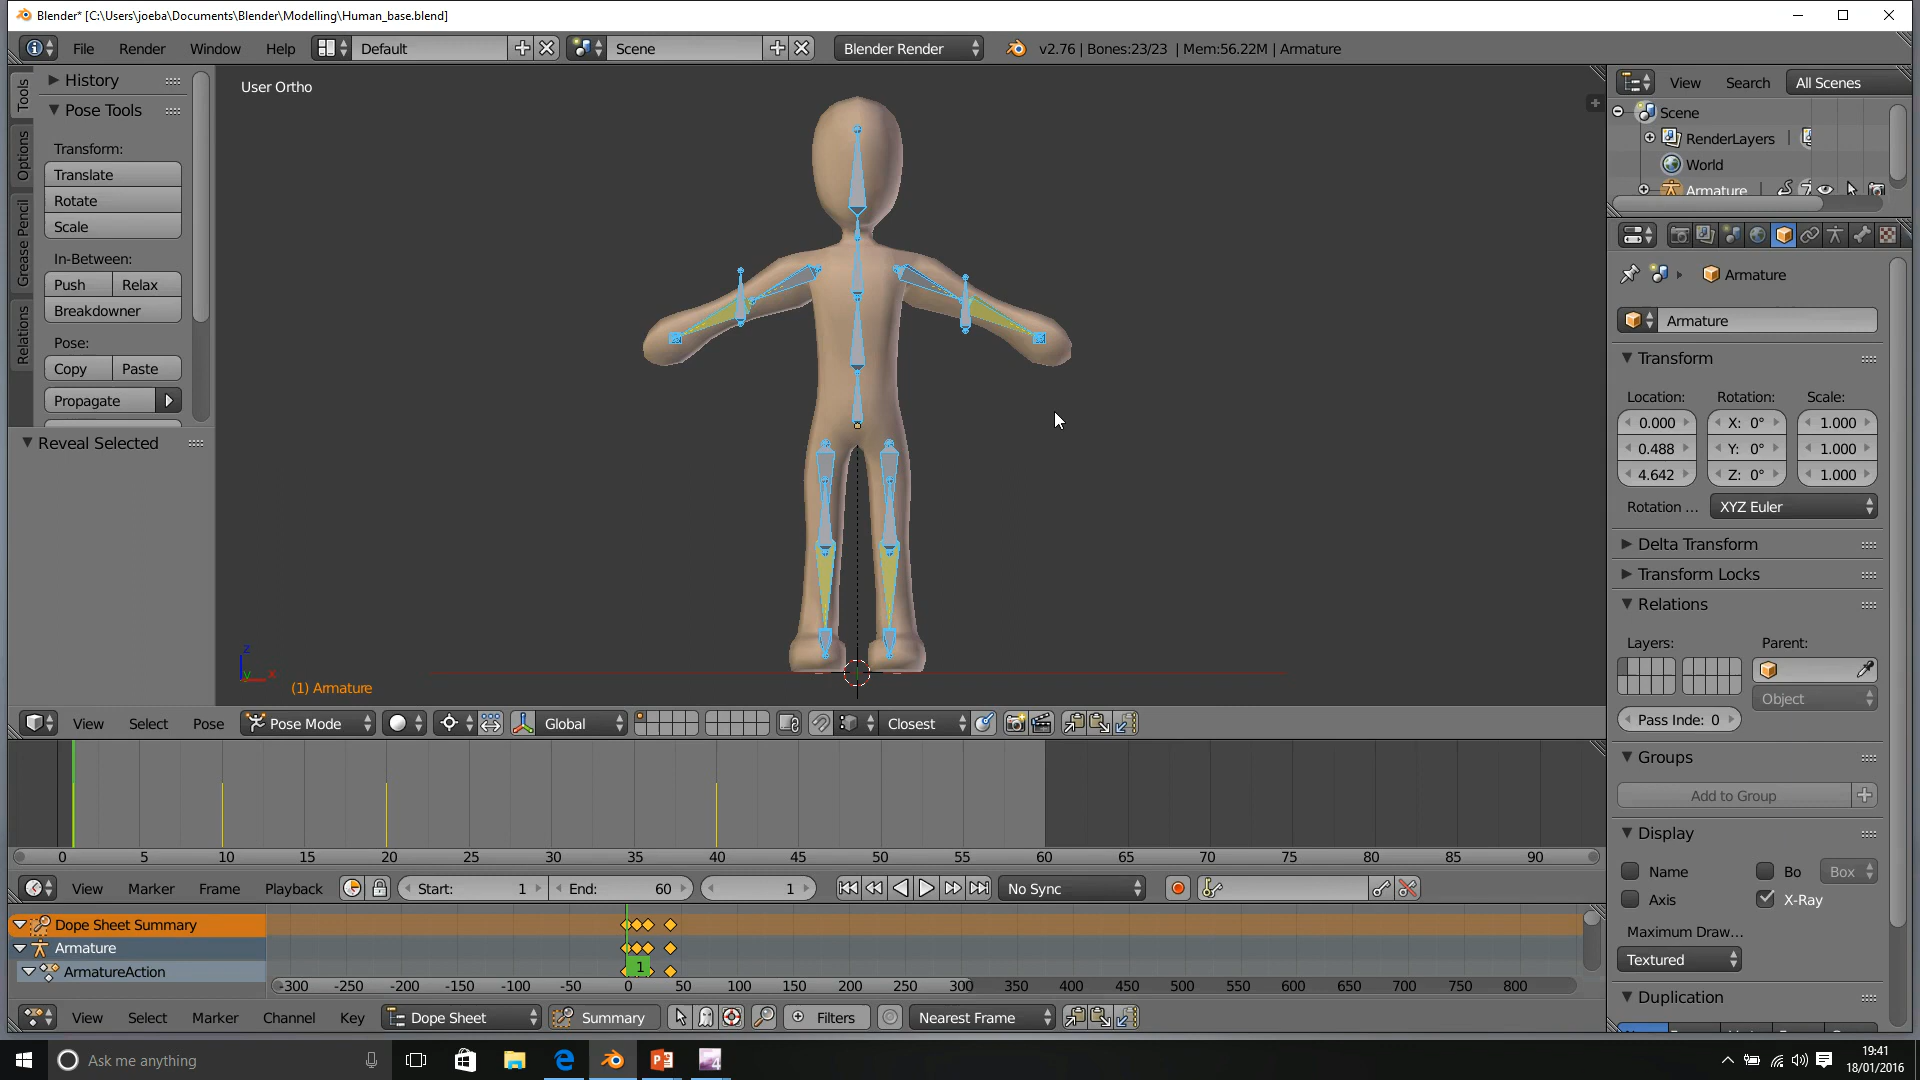 Blender* [C:\Users\joeba\Documents\Blender\Modelling\Human_base.blend]
File Render Window Help Default Scene Blender Render v2.76 | Bones:23/23 | Mem:56.22M | Armature
Tools
Options
Grease Pencil
Relations
History
Pose Tools
Transform:
Translate
Rotate
Scale
In-Between:
Push Relax
Breakdowner
Pose:
Copy Paste
Propagate
Reveal Selected
User Ortho
z
y x
(1) Armature
View Select Pose Pose Mode Global Closest
0 5 10 15 20 25 30 35 40 45 50 55 60 65 70 75 80 85 90
View Marker Frame Playback Start: 1 End: 60 1 No Sync
Dope Sheet Summary
Armature
ArmatureAction
1
-300 -250 -200 -150 -100 -50 0 50 100 150 200 250 300 350 400 450 500 550 600 650 700 750 800
View Select Marker Channel Key Dope Sheet Summary Filters Nearest Frame
View Search All Scenes
Scene
RenderLayers
World
Armature
Armature
Armature
Transform
Location: Rotation: Scale:
0.000 X: 0° 1.000
0.488 Y: 0° 1.000
4.642 Z: 0° 1.000
Rotation ... XYZ Euler
Delta Transform
Transform Locks
Relations
Layers: Parent:
Object
Pass Inde: 0
Groups
Add to Group
Display
Name Bo Box
Axis X-Ray
Maximum Draw...
Textured
Duplication
Ask me anything
19:41
18/01/2016